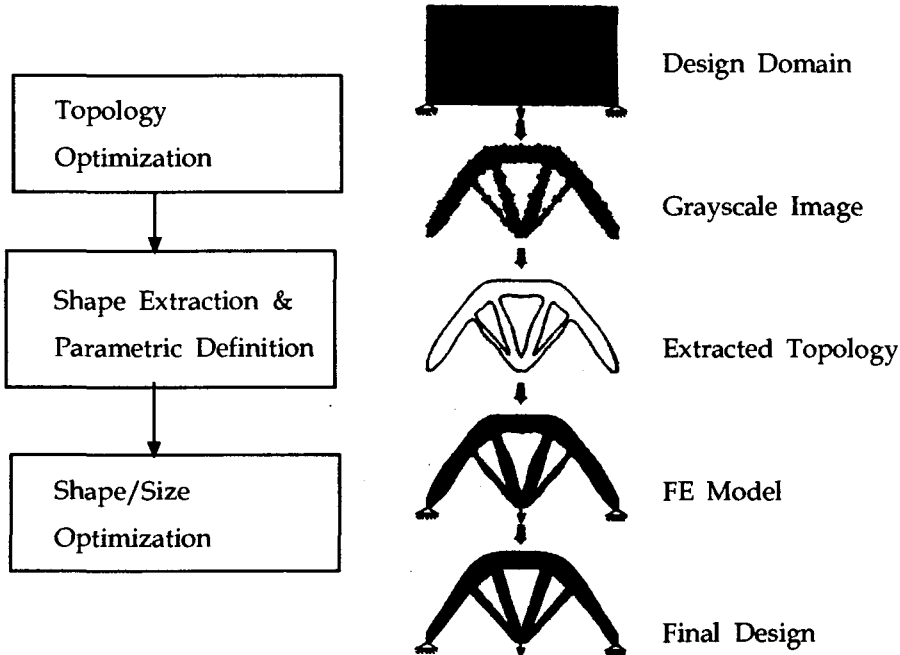 Topology
Optimization
Shape Extraction &
Parametric Definition
Shape/Size
Optimization
Design Domain
Grayscale Image
Extracted Topology
FE Model
Final Design